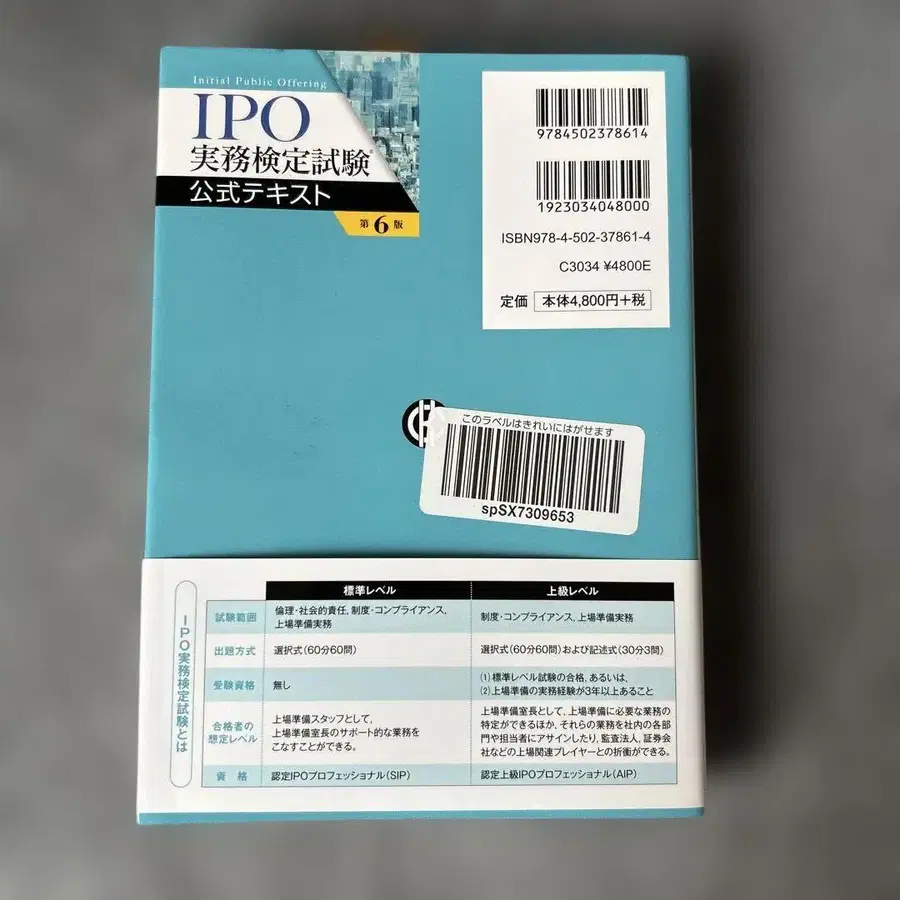 Initial Public Offering
IPO
実務検定試験®
公式テキスト
第6版
9784502378614
1923034048000
ISBN978-4-502-37861-4
C3034 ¥4800E
定価 本体4,800円+税
このラベルはきれいにはがせます
spSX7309653
IPO実務検定試験とは
標準レベル 上級レベル
試験範囲 倫理・社会的責任, 制度・コンプライアンス, 上場準備実務 制度・コンプライアンス, 上場準備実務
出題方式 選択式(60分60問) 選択式(60分60問)および記述式(30分3問)
受験資格 無し
(1)標準レベル試験の合格, あるいは,
(2)上場準備の実務経験が3年以上あること
合格者の
想定レベル
上場準備スタッフとして,
上場準備室長のサポート的な業務を
こなすことができる。
上場準備室長として, 上場準備に必要な業務の
特定ができるほか, それらの業務を社内の各部
門や担当者にアサインしたり, 監査法人, 証券会
社などの上場関連プレイヤーとの折衝ができる。
資格 認定IPOプロフェッショナル(SIP) 認定上級IPOプロフェッショナル(AIP)